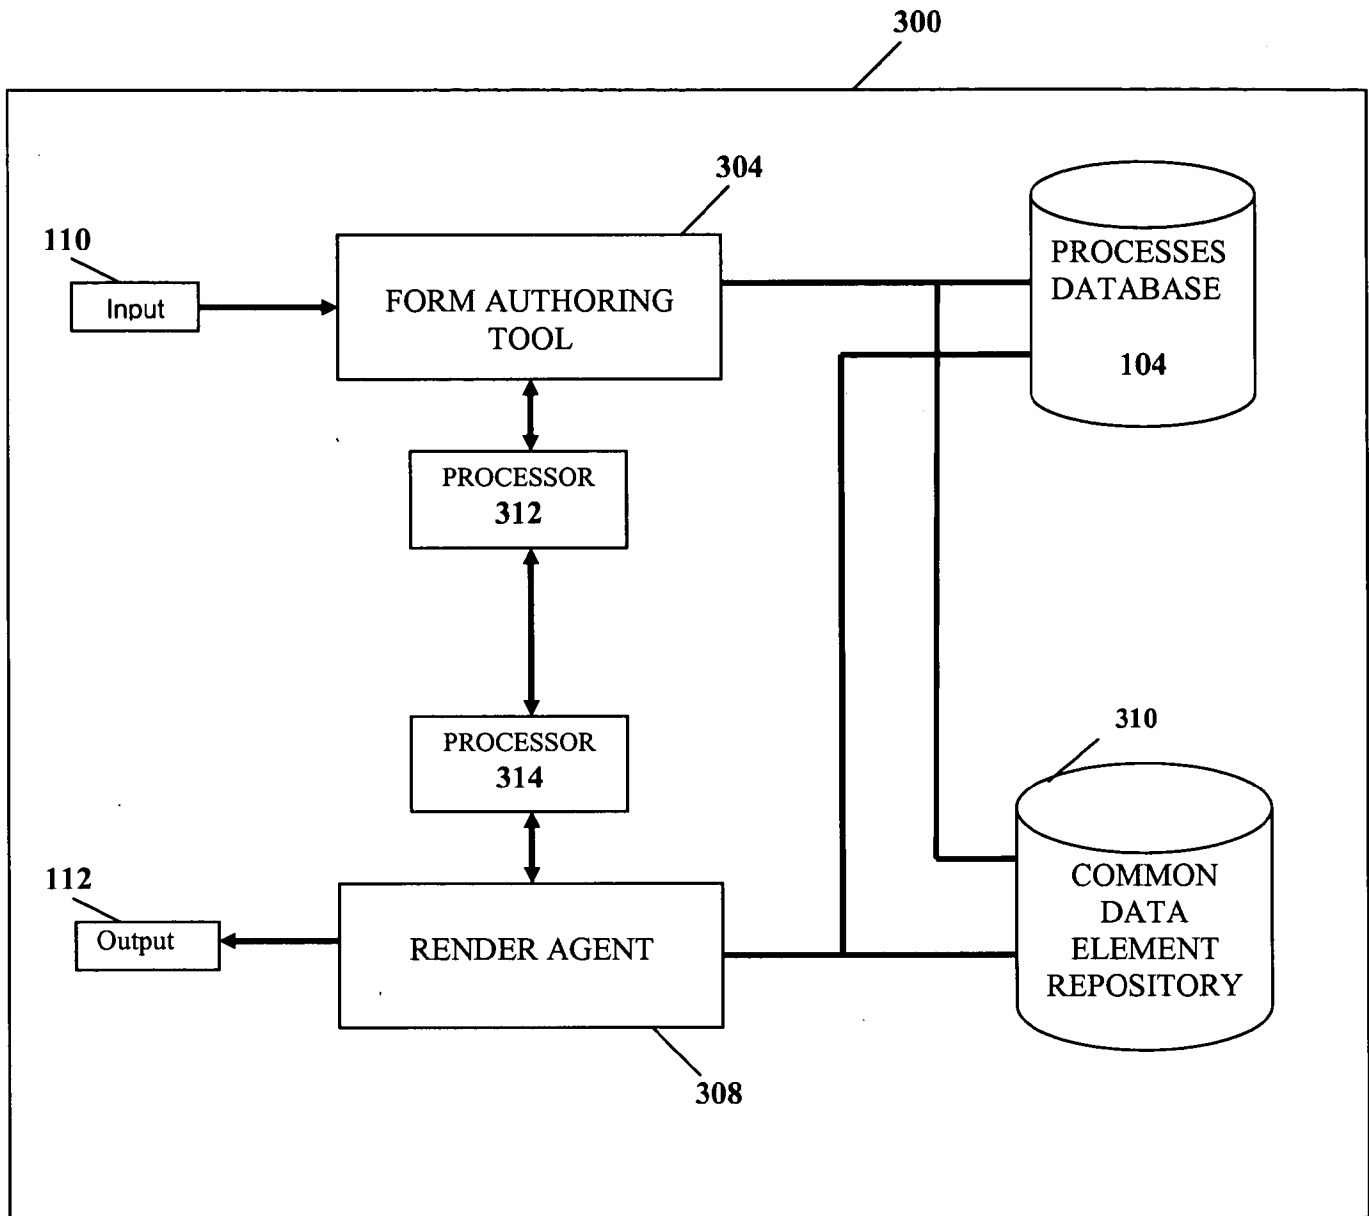 300
304
110
Input
FORM AUTHORING
TOOL
PROCESSES
DATABASE
104
PROCESSOR
312
PROCESSOR
314
310
112
Output
RENDER AGENT
COMMON
DATA
ELEMENT
REPOSITORY
308